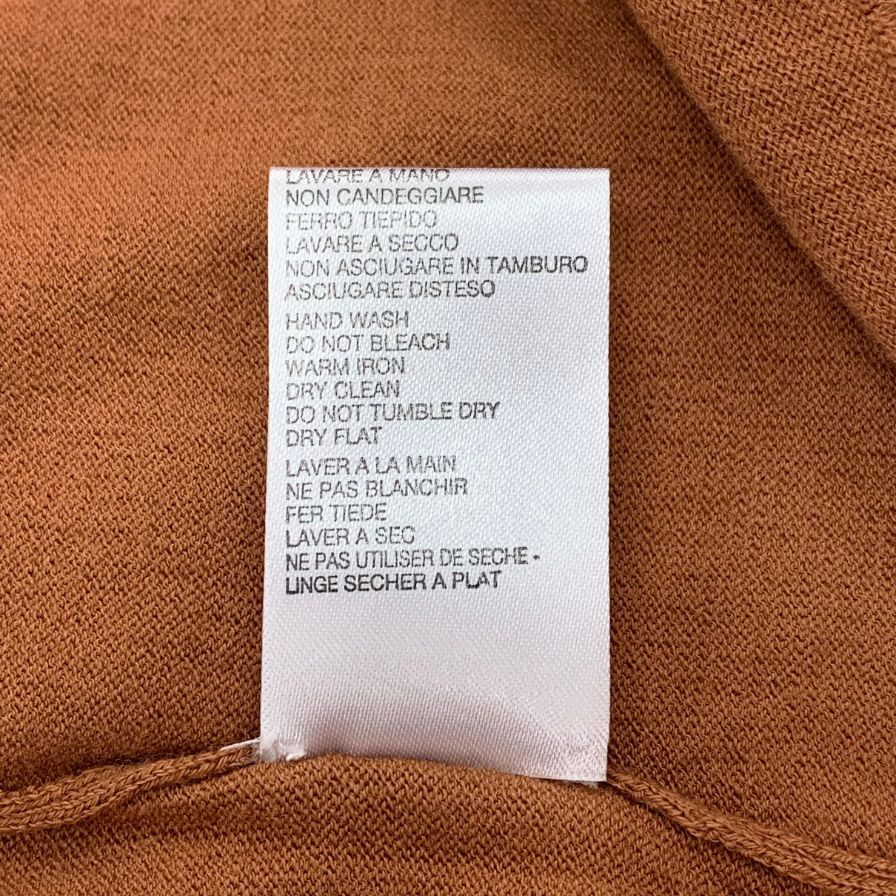 LAVARE A MANO
NON CANDEGGIARE
FERRO TIEPIDO
LAVARE A SECCO
NON ASCIUGARE IN TAMBURO
ASCIUGARE DISTESO
HAND WASH
DO NOT BLEACH
WARM IRON
DRY CLEAN
DO NOT TUMBLE DRY
DRY FLAT
LAVER A LA MAIN
NE PAS BLANCHIR
FER TIEDE
LAVER A SEC
NE PAS UTILISER DE SECHE -
LINGE SECHER A PLAT